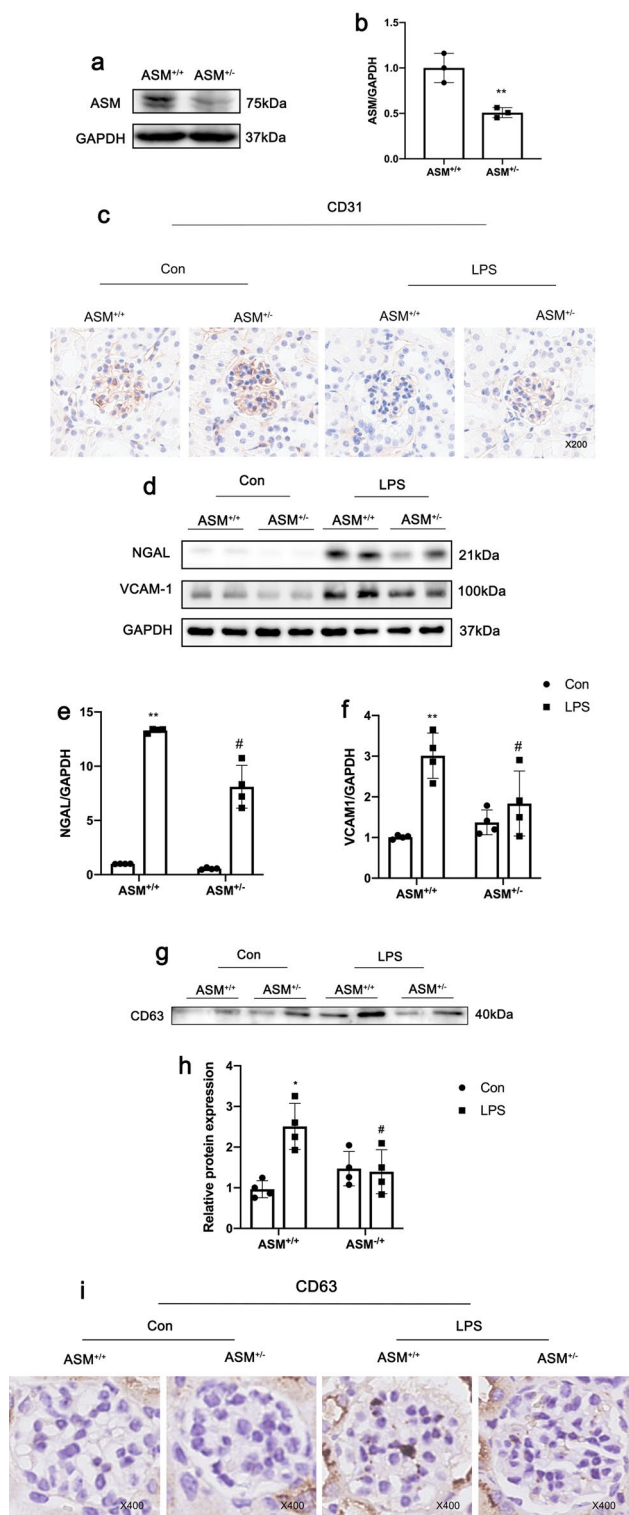 a
ASM+/+ ASM+/-
ASM 75kDa
GAPDH 37kDa
b
ASM/GAPDH
1.5
1.0
0.5
0.0
**
ASM+/+ ASM+/-
c
CD31
Con LPS
ASM+/+ ASM+/- ASM+/+ ASM+/-
X200
d
Con LPS
ASM+/+ ASM+/- ASM+/+ ASM+/-
NGAL 21kDa
VCAM-1 100kDa
GAPDH 37kDa
e
NGAL/GAPDH
15
10
5
0
**
#
ASM+/+ ASM+/-
f
VCAM1/GAPDH
4
3
2
1
0
**
#
ASM+/+ ASM+/-
Con
LPS
g
Con LPS
ASM+/+ ASM+/- ASM+/+ ASM+/-
CD63 40kDa
h
Relative protein expression
4
3
2
1
0
*
#
ASM+/+ ASM-/+
Con
LPS
i
CD63
Con LPS
ASM+/+ ASM+/- ASM+/+ ASM+/-
X400 X400 X400 X400